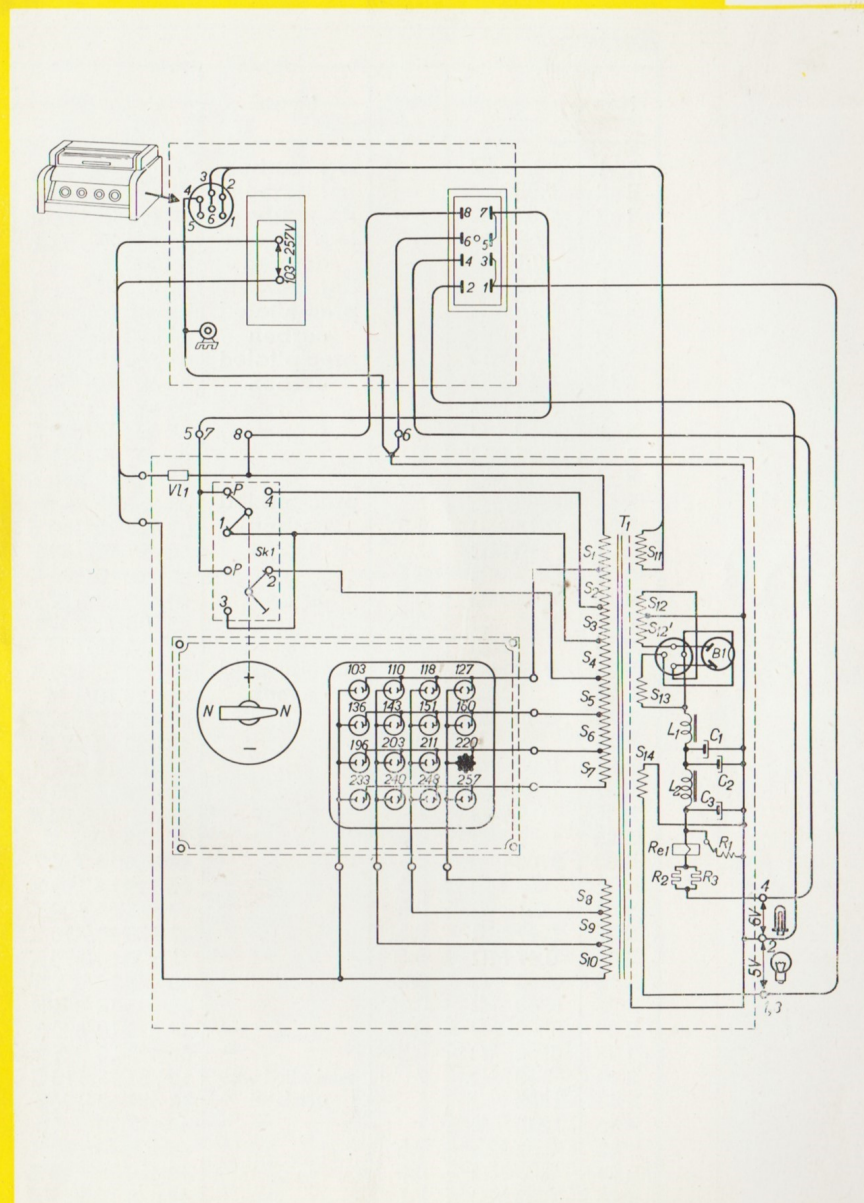 3
4 2
5 6 1
103-257V
8 7
6 5
4 3
2 1
5 7 8 6
Vl1
P 4
1
Sk1
P
2
3
T1
S1
S11
S2
S12
S3
S12'
S4
B1
S5
S13
S6
L1
C1
S7
S14
C2
L2
C3
Re1
R1
R2 R3
4
6V
2
5V
1,3
S8
S9
S10
+
N N
−
103 110 118 127
136 143 151 160
196 203 211 220
233 240 248 257